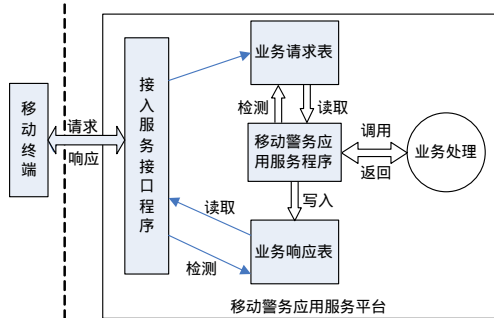 业务请求表
接入服务接口程序
移动终端
请求
响应
检测
读取
移动警务应
用服务程序
调用
返回
业务处理
写入
读取
检测
业务响应表
移动警务应用服务平台